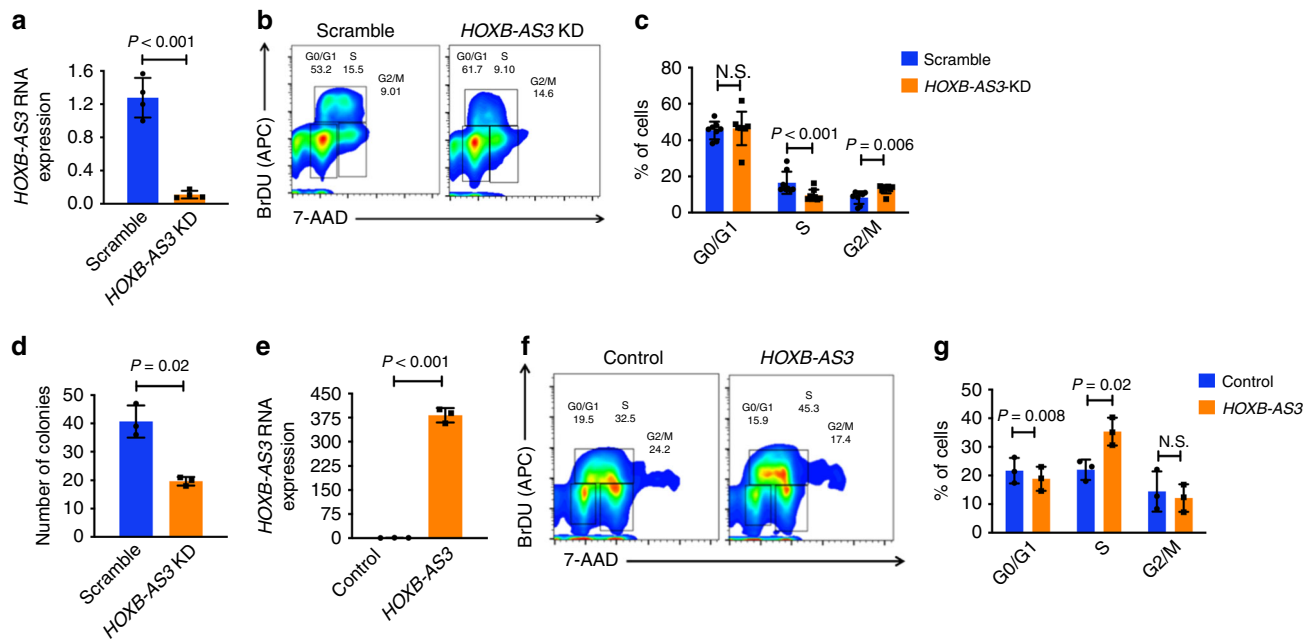 a
P < 0.001
HOXB-AS3 RNA
expression
1.6
1.2
0.8
0.4
0.0
Scramble
HOXB-AS3 KD
b
Scramble
HOXB-AS3 KD
G0/G1 S
53.2 15.5
G2/M
9.01
G0/G1 S
61.7 9.10
G2/M
14.6
BrDU (APC)
7-AAD
c
Scramble
HOXB-AS3-KD
% of cells
80
60
40
20
0
N.S.
P < 0.001
P = 0.006
G0/G1
S
G2/M
d
P = 0.02
Number of colonies
50
40
30
20
10
0
Scramble
HOXB-AS3 KD
e
P < 0.001
HOXB-AS3 RNA
expression
450
375
300
225
150
75
0
Control
HOXB-AS3
f
Control
HOXB-AS3
G0/G1 S
19.5 32.5
G2/M
24.2
S
45.3
G0/G1
15.9
G2/M
17.4
BrDU (APC)
7-AAD
g
Control
HOXB-AS3
% of cells
50
40
30
20
10
0
P = 0.008
P = 0.02
N.S.
G0/G1
S
G2/M